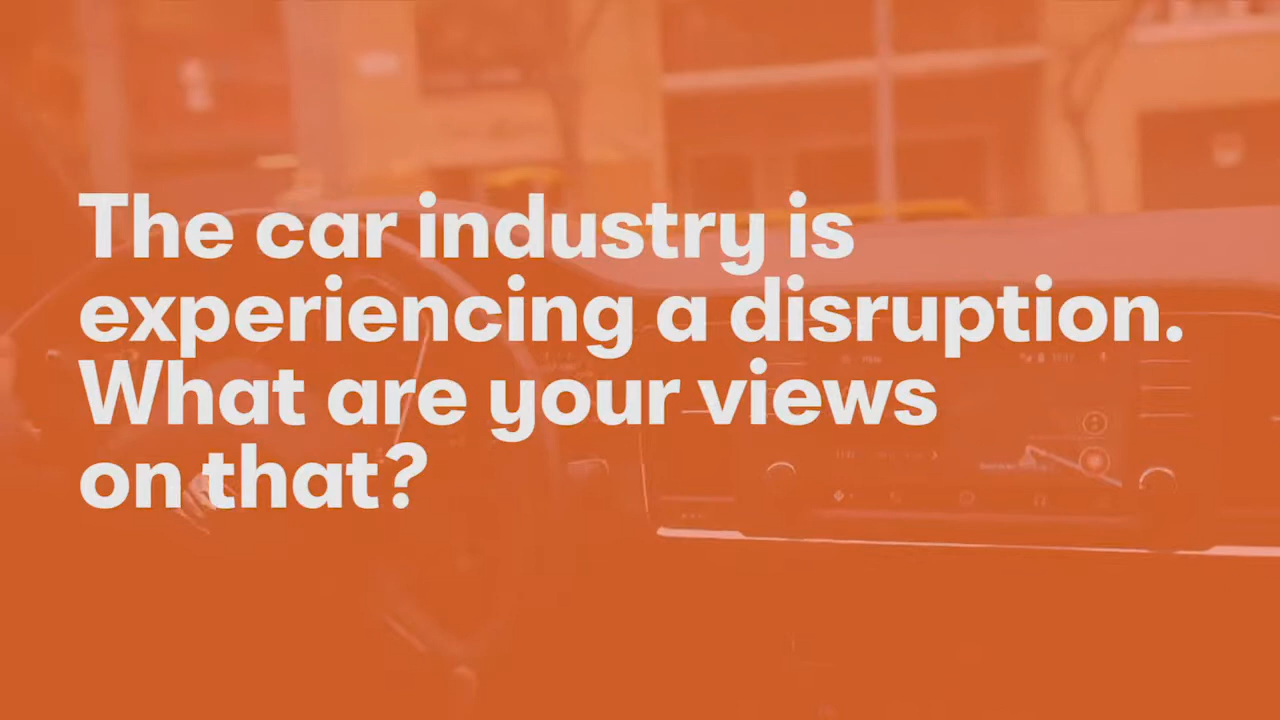 The car industry is
experiencing a disruption.
What are your views
on that?